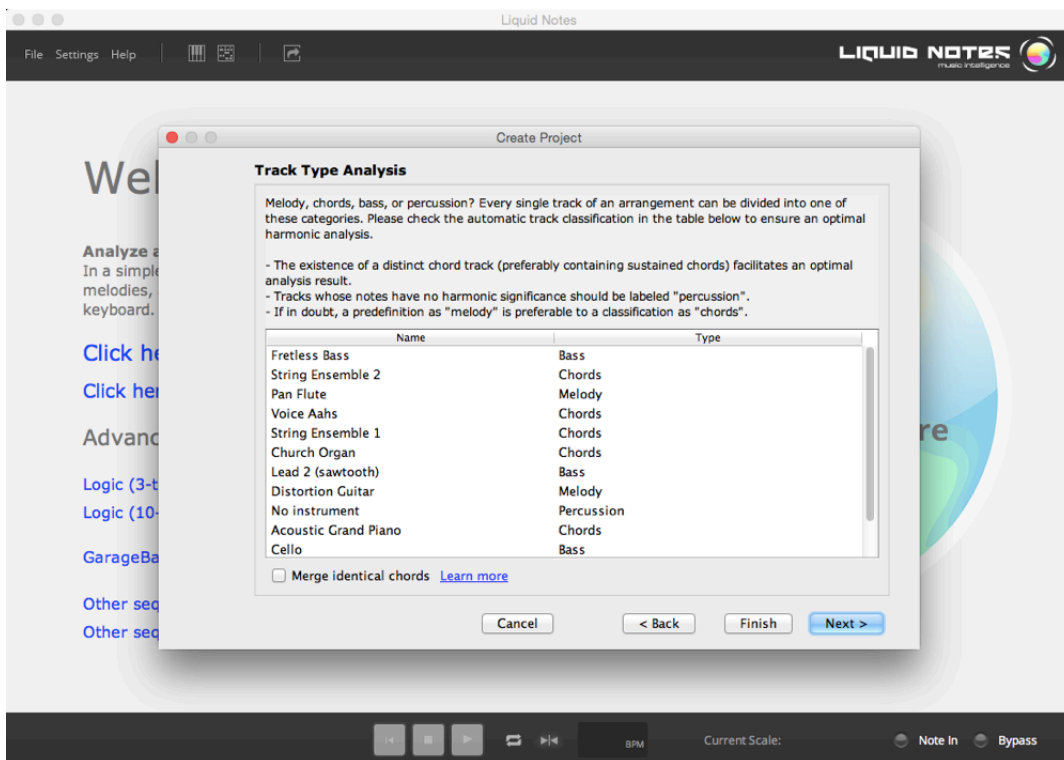 Liquid Notes
File Settings Help
LIQUID NOTES
music intelligence
Create Project
Wel
Track Type Analysis
Melody, chords, bass, or percussion? Every single track of an arrangement can be divided into one of
these categories. Please check the automatic track classification in the table below to ensure an optimal
harmonic analysis.
- The existence of a distinct chord track (preferably containing sustained chords) facilitates an optimal
analysis result.
- Tracks whose notes have no harmonic significance should be labeled "percussion".
- If in doubt, a predefinition as "melody" is preferable to a classification as "chords".
Analyze a
In a simple
melodies,
keyboard.
Click he
Click her
Advanc
Logic (3-t
Logic (10-
GarageBa
Other seq
Other seq
re
Name Type
Fretless Bass Bass
String Ensemble 2 Chords
Pan Flute Melody
Voice Aahs Chords
String Ensemble 1 Chords
Church Organ Chords
Lead 2 (sawtooth) Bass
Distortion Guitar Melody
No instrument Percussion
Acoustic Grand Piano Chords
Cello Bass
Merge identical chords Learn more
Cancel < Back Finish Next >
BPM Current Scale: Note In Bypass